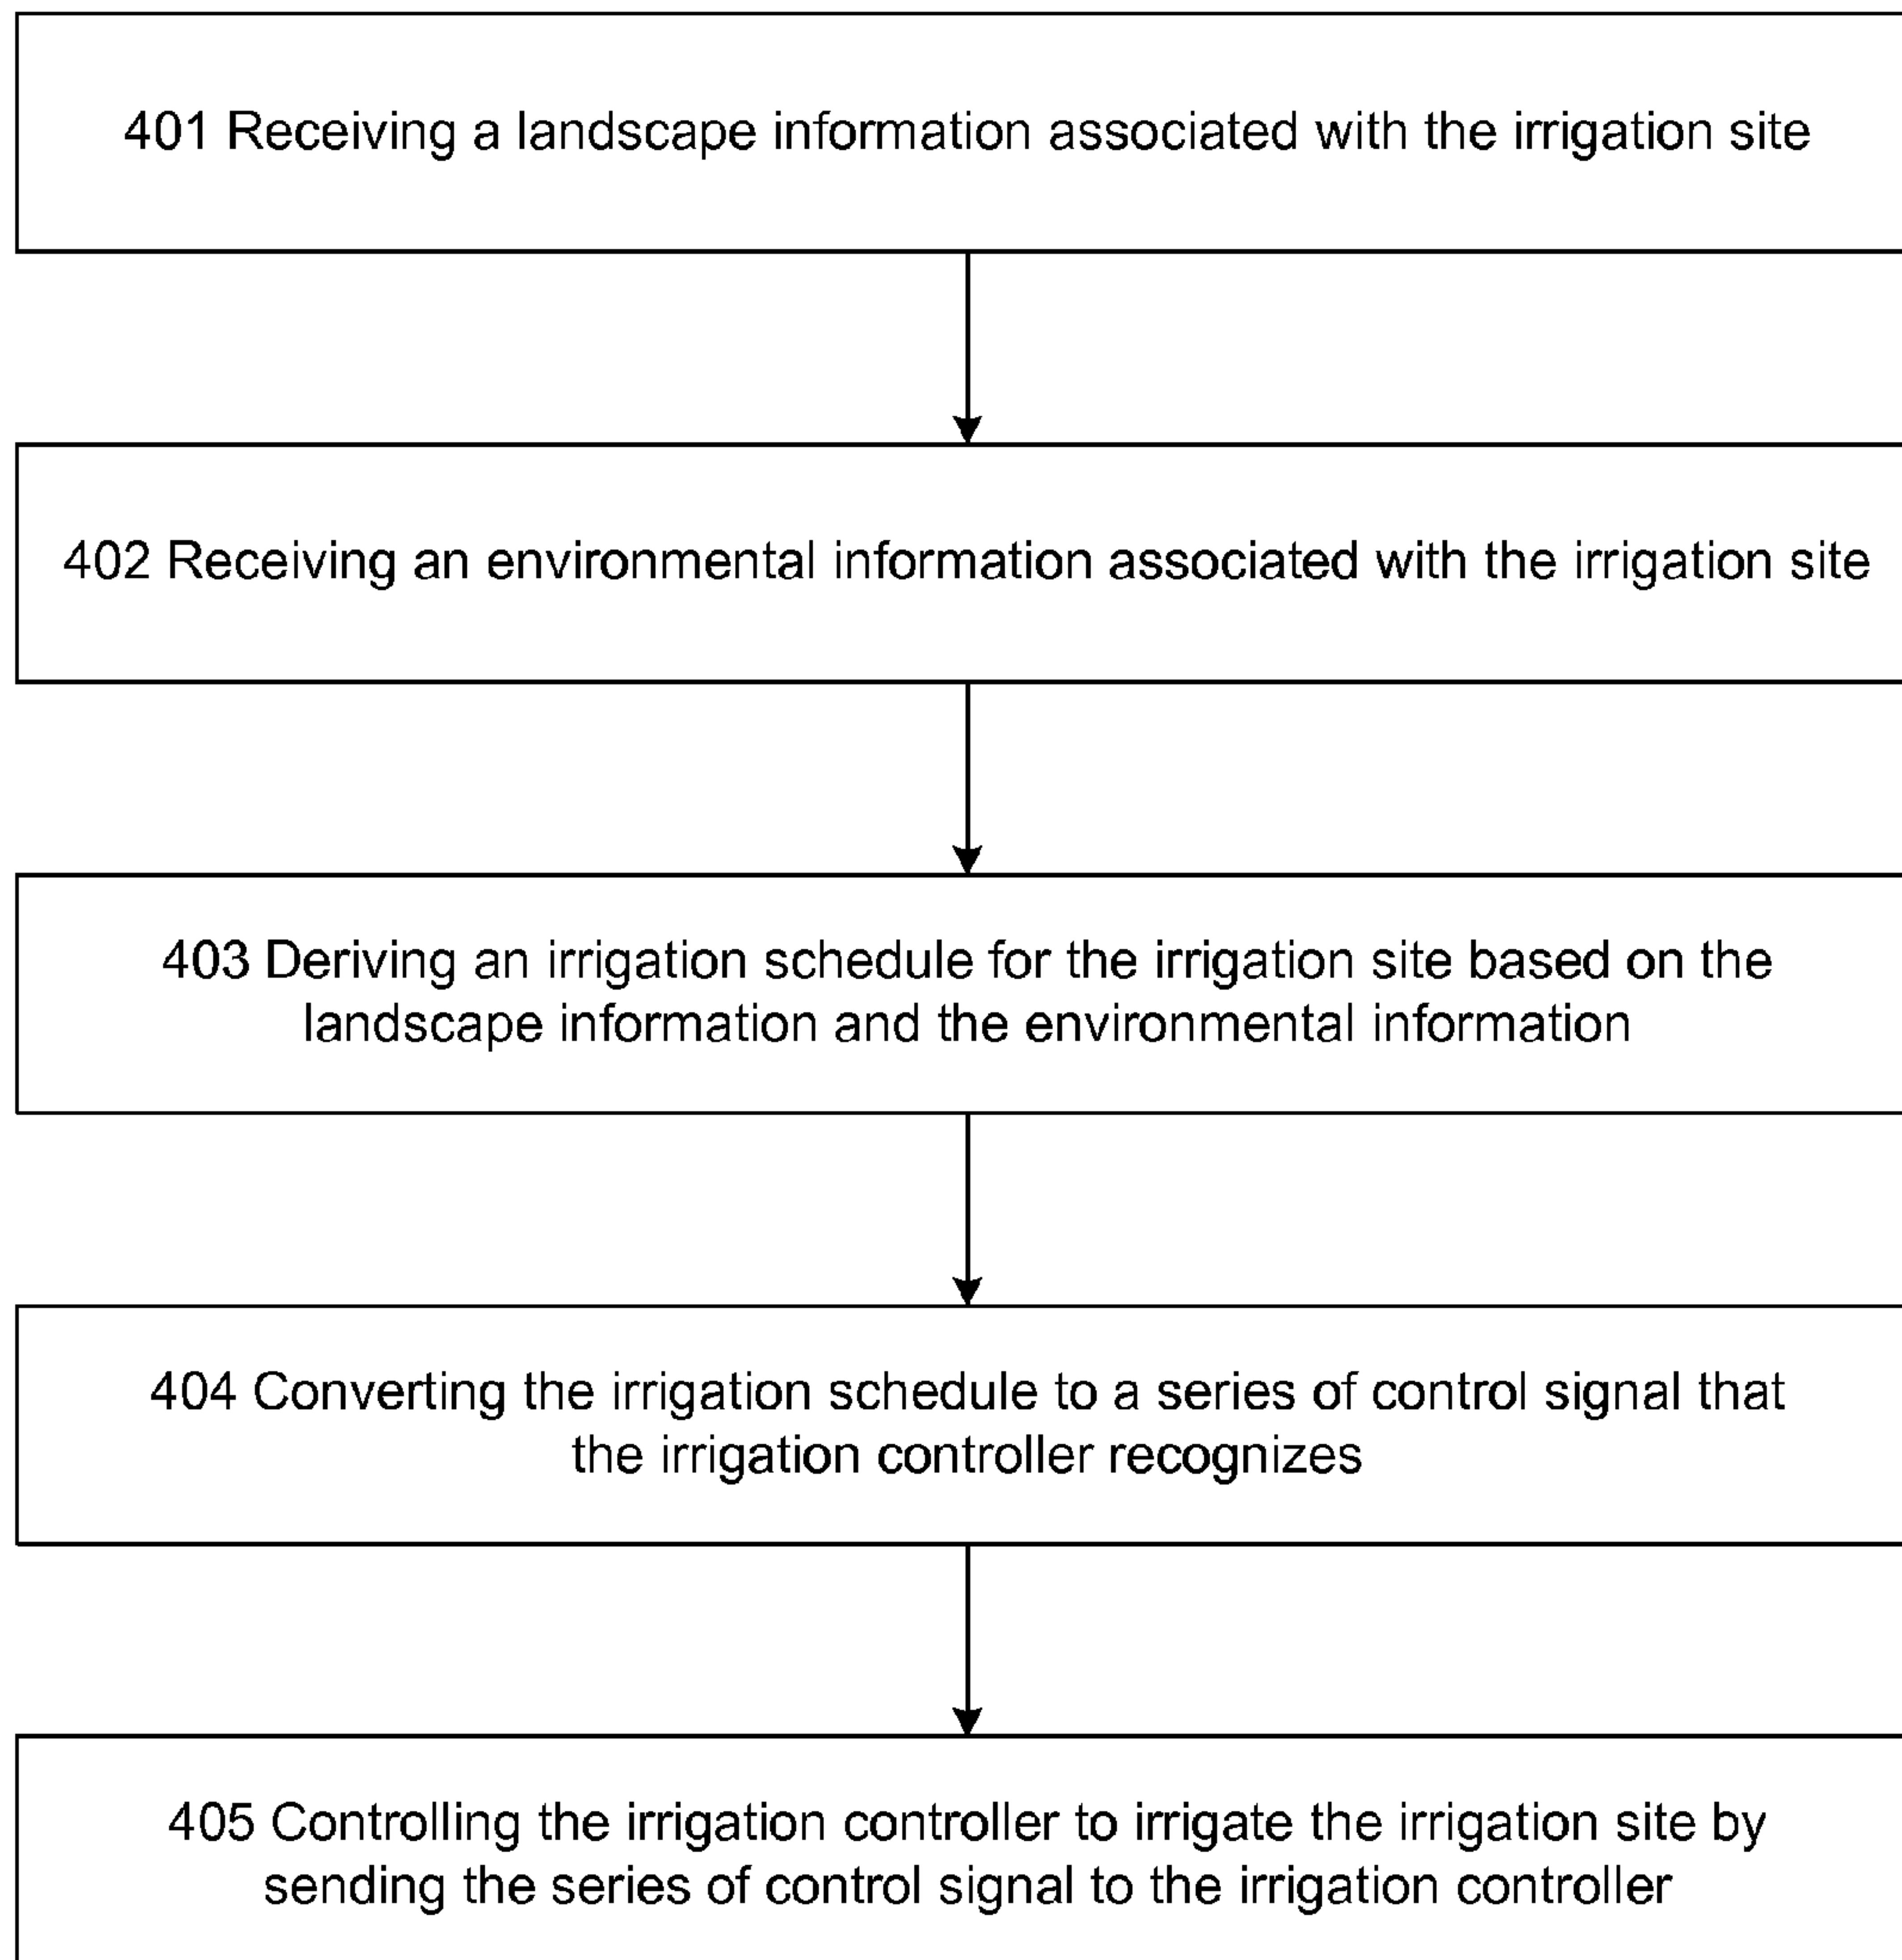 401 Receiving a landscape information associated with the irrigation site
402 Receiving an environmental information associated with the irrigation site
403 Deriving an irrigation schedule for the irrigation site based on the
landscape information and the environmental information
404 Converting the irrigation schedule to a series of control signal that
the irrigation controller recognizes
405 Controlling the irrigation controller to irrigate the irrigation site by
sending the series of control signal to the irrigation controller